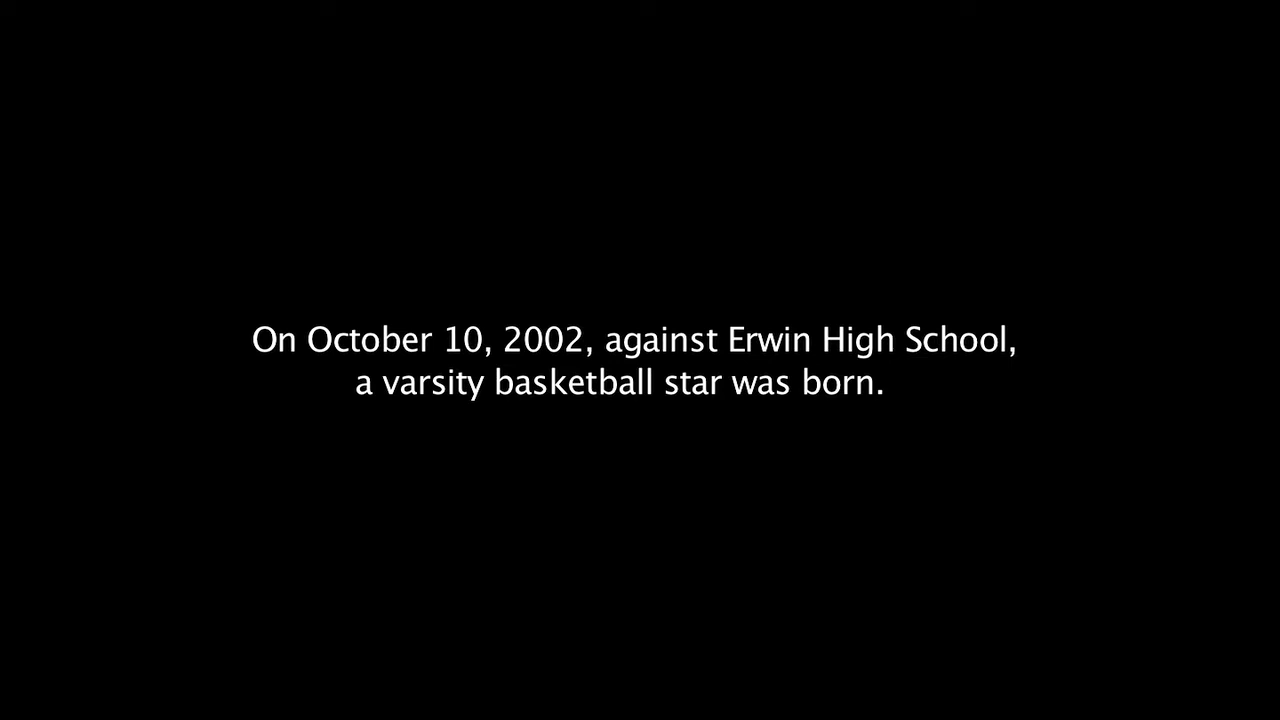 On October 10, 2002, against Erwin High School,
a varsity basketball star was born.